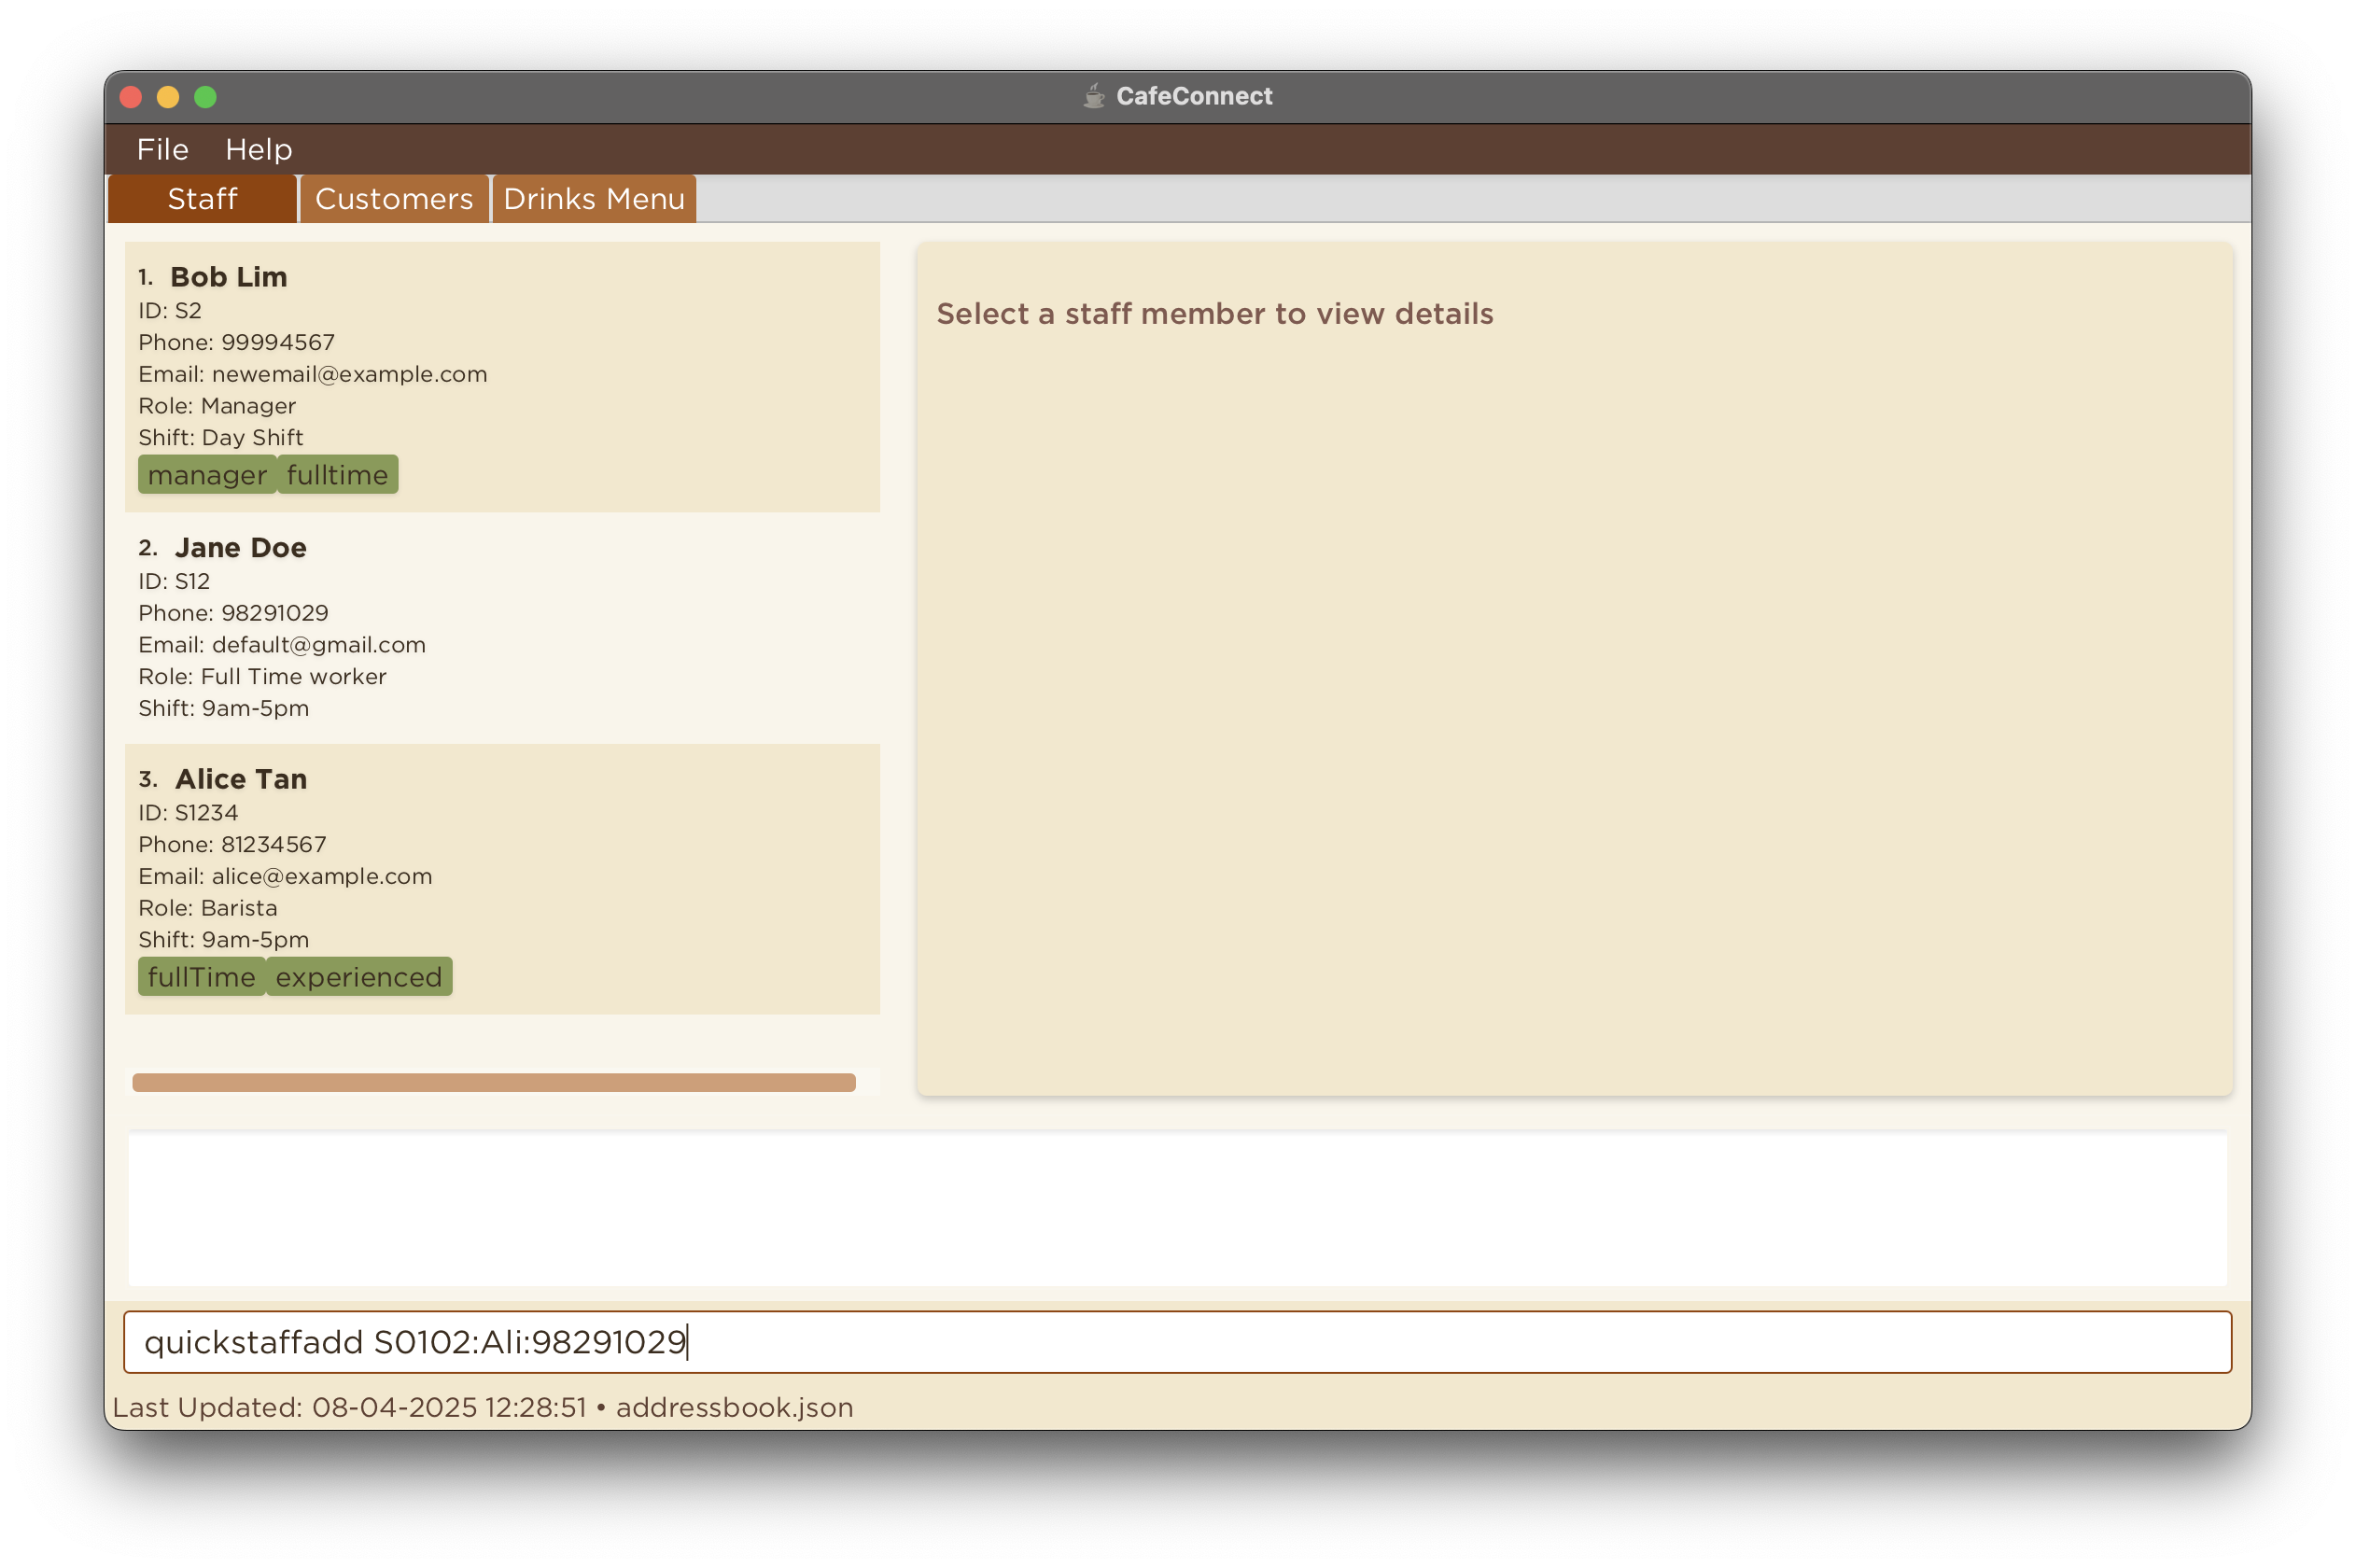 CafeConnect
File Help
Staff Customers Drinks Menu
1. Bob Lim
ID: S2
Phone: 99994567
Email: newemail@example.com
Role: Manager
Shift: Day Shift
manager fulltime
2. Jane Doe
ID: S12
Phone: 98291029
Email: default@gmail.com
Role: Full Time worker
Shift: 9am-5pm
3. Alice Tan
ID: S1234
Phone: 81234567
Email: alice@example.com
Role: Barista
Shift: 9am-5pm
fullTime experienced
Select a staff member to view details
quickstaffadd S0102:Ali:98291029
Last Updated: 08-04-2025 12:28:51 • addressbook.json